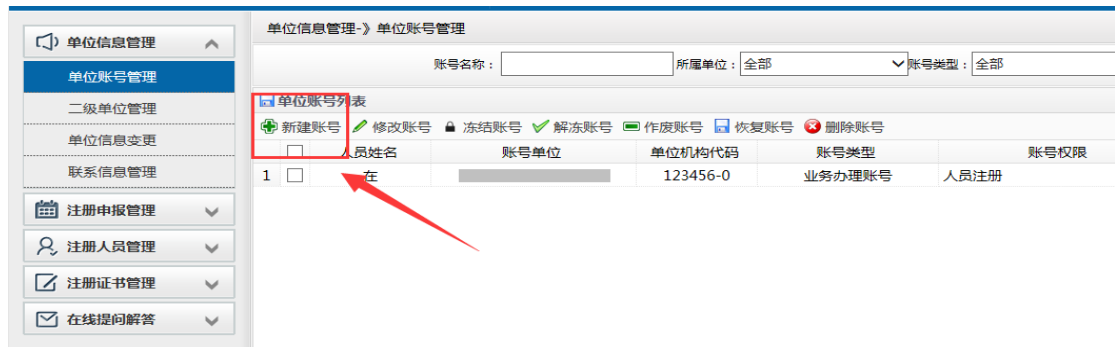 单位信息管理
单位账号管理
二级单位管理
单位信息变更
联系信息管理
注册申报管理
注册人员管理
注册证书管理
在线提问解答
单位信息管理-》单位账号管理
账号名称： 所属单位：全部 账号类型：全部
单位账号列表
新建账号 修改账号 冻结账号 解冻账号 作废账号 恢复账号 删除账号
人员姓名 账号单位 单位机构代码 账号类型 账号权限
1 在 123456-0 业务办理账号 人员注册